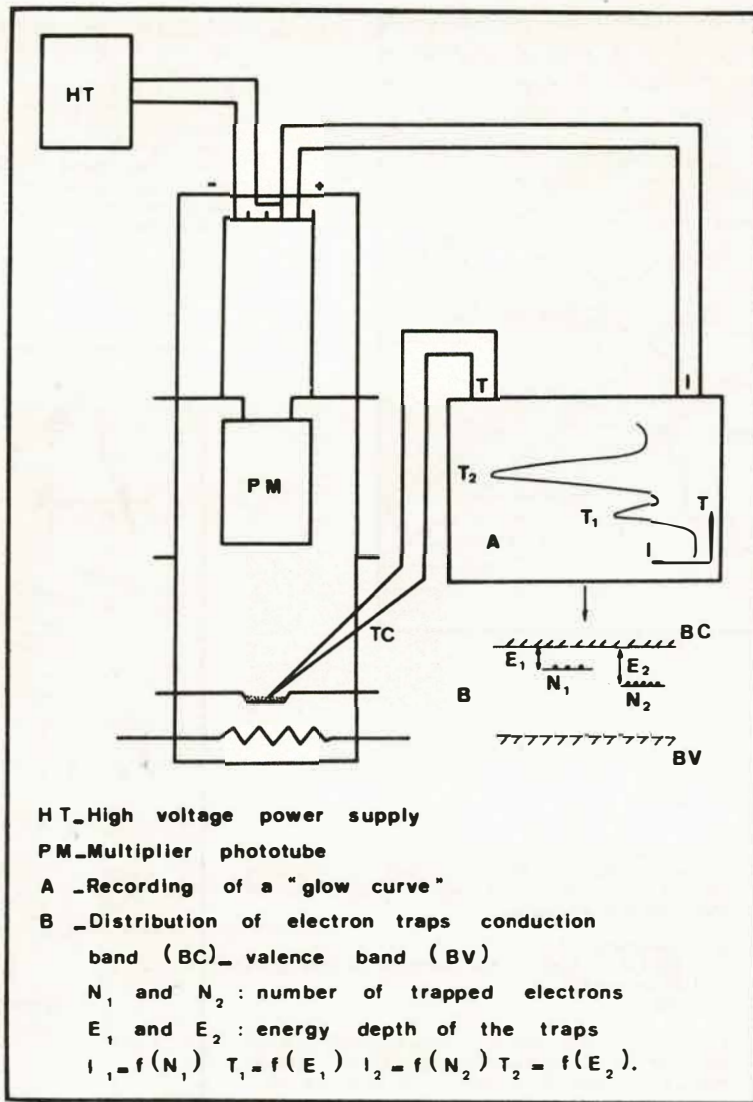 HT
- +
T I
PM
T₂
T
T₁
A I
TC
BC
E₁ E₂
B N₁
N₂
BV
HT_High voltage power supply
PM_Multiplier phototube
A _Recording of a "glow curve"
B _Distribution of electron traps conduction
band (BC)_ valence band (BV)
N₁ and N₂ : number of trapped electrons
E₁ and E₂ : energy depth of the traps
I₁=f(N₁) T₁=f(E₁) I₂=f(N₂) T₂= f(E₂).